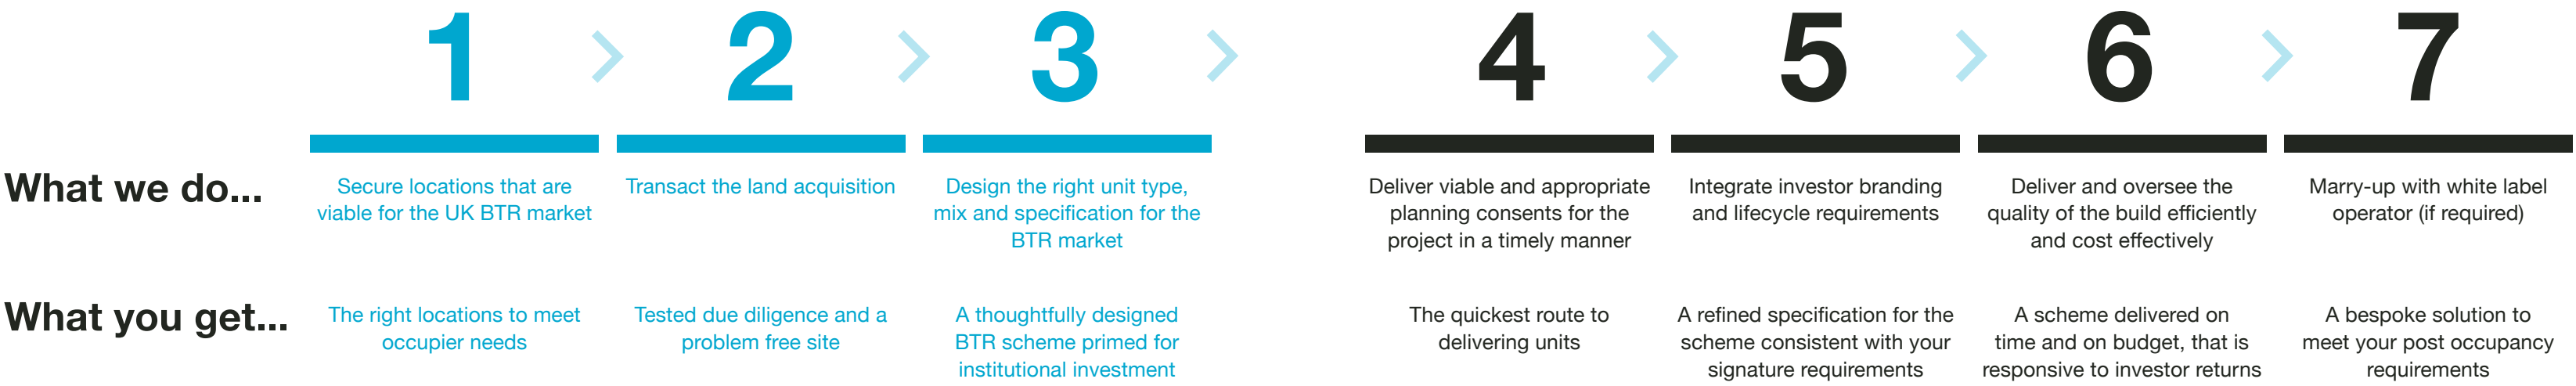 1
2
3
4
5
6
7
What we do...
Secure locations that are
viable for the UK BTR market
Transact the land acquisition
Design the right unit type,
mix and specification for the
BTR market
Deliver viable and appropriate
planning consents for the
project in a timely manner
Integrate investor branding
and lifecycle requirements
Deliver and oversee the
quality of the build efficiently
and cost effectively
Marry-up with white label
operator (if required)
What you get...
The right locations to meet
occupier needs
Tested due diligence and a
problem free site
A thoughtfully designed
BTR scheme primed for
institutional investment
The quickest route to
delivering units
A refined specification for the
scheme consistent with your
signature requirements
A scheme delivered on
time and on budget, that is
responsive to investor returns
A bespoke solution to
meet your post occupancy
requirements